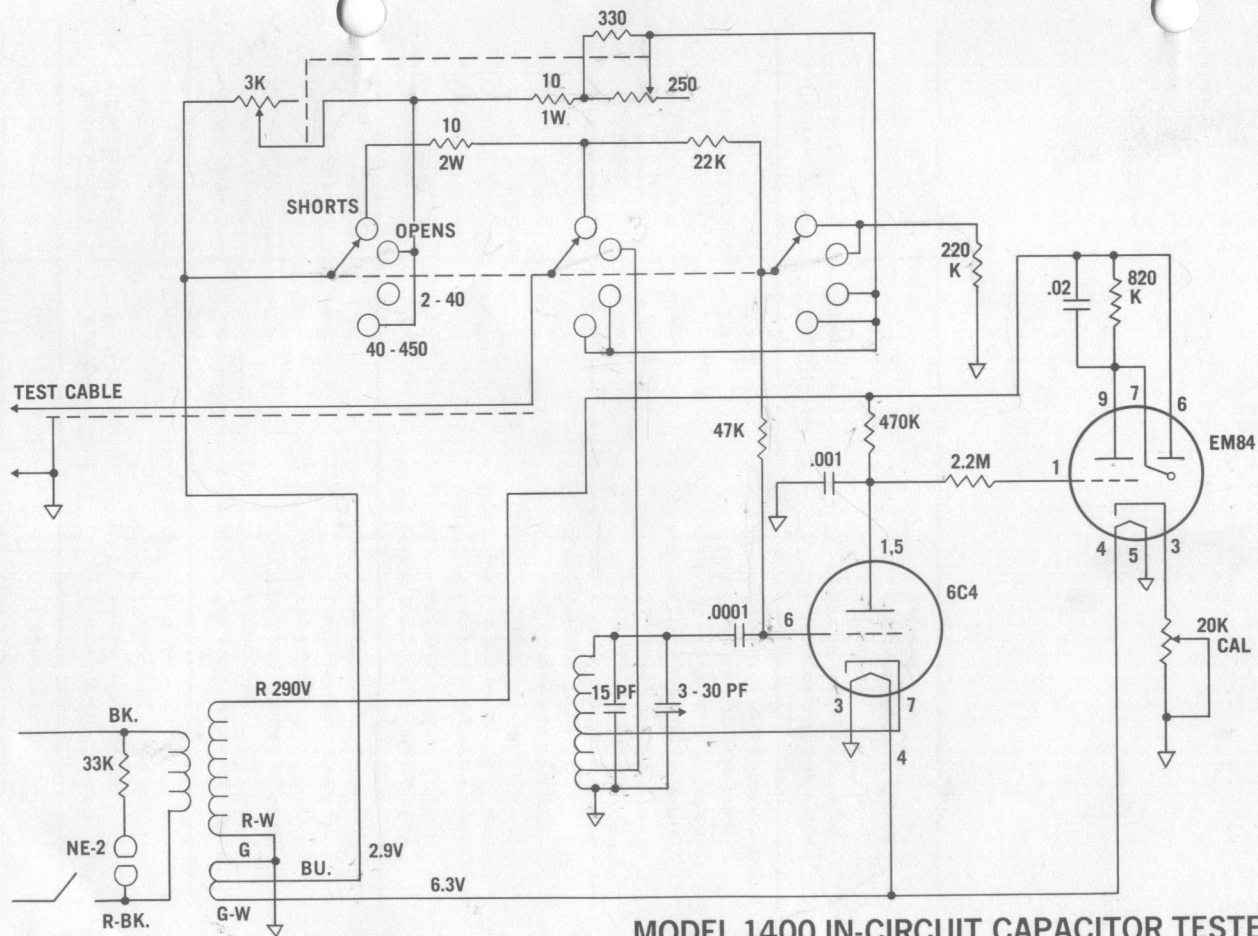 330
3K
10
1W
250
10
2W
22K
SHORTS
OPENS
2 - 40
40 - 450
220
K
.02
820
K
TEST CABLE
9
7
6
EM84
47K
470K
.001
2.2M
1
4
5
3
1,5
6C4
.0001
6
20K
CAL
R 290V
15 PF
3 - 30 PF
3
7
4
BK.
33K
R-W
NE-2
G
BU.
2.9V
6.3V
R-BK.
G-W
MODEL 1400 IN-CIRCUIT CAPACITOR TESTE